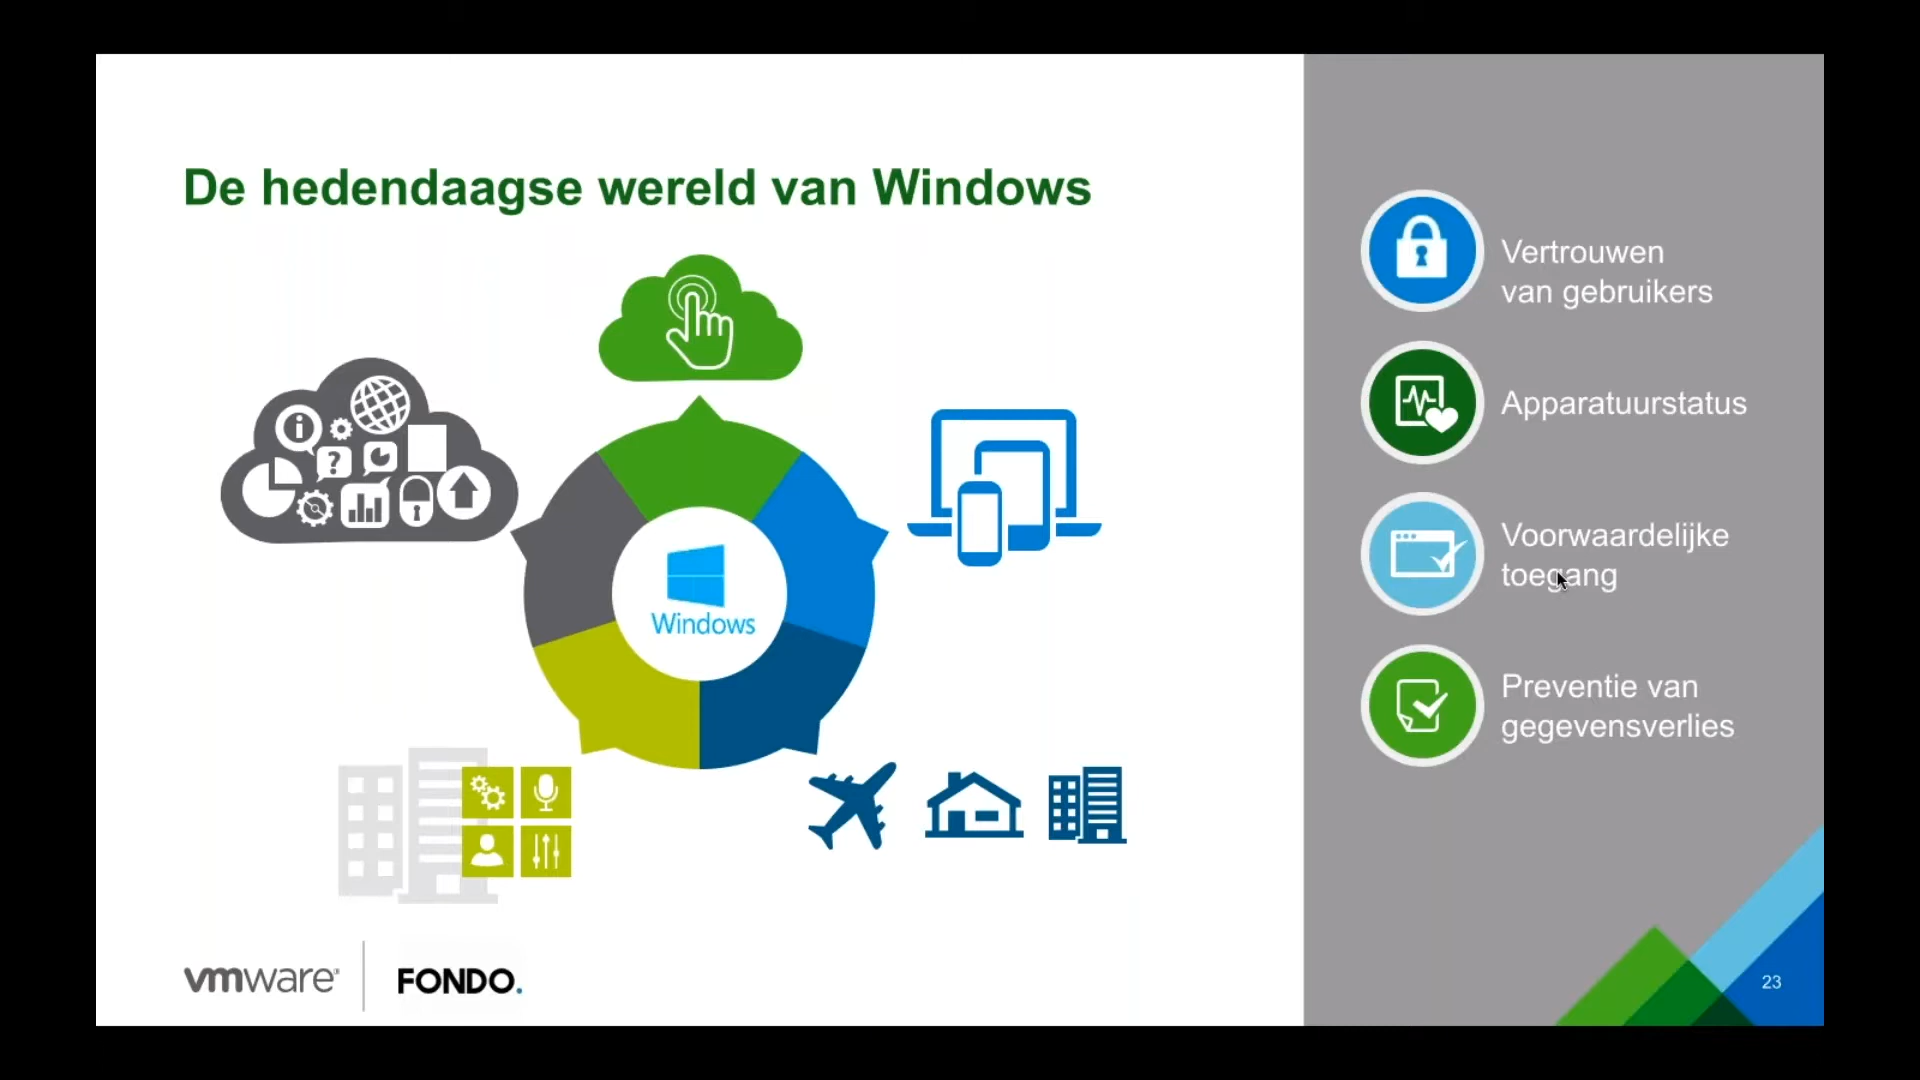 De hedendaagse wereld van Windows
Windows
Vertrouwen
van gebruikers
Apparatuurstatus
Voorwaardelijke
toegang
Preventie van
gegevensverlies
vmware
FONDO.
23